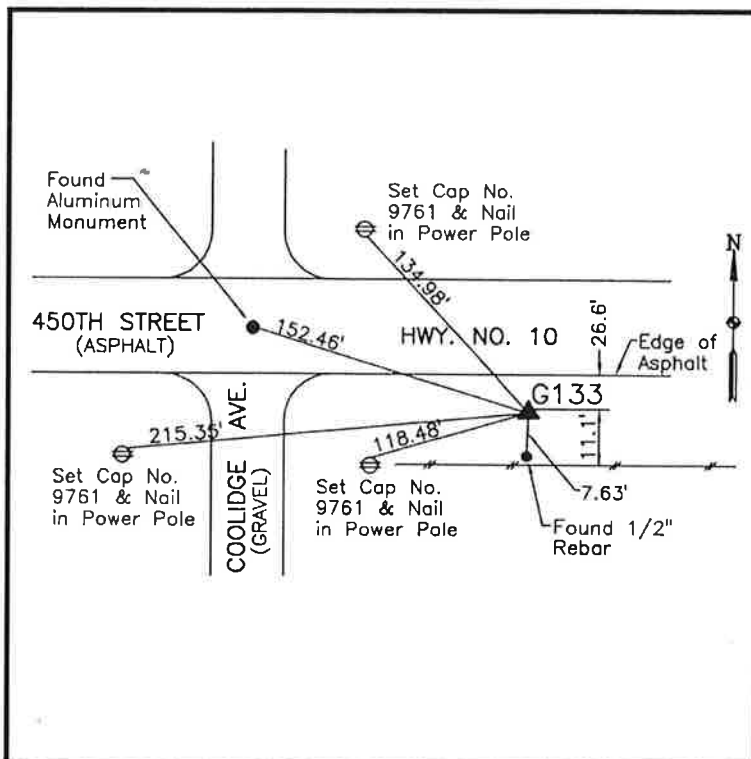 Found
Aluminum
Monument
Set Cap No.
9761 & Nail
in Power Pole
N
134.98'
450TH STREET
(ASPHALT)
152.46'
HWY. NO. 10
26.6'
Edge of
Asphalt
G133
215.35'
118.48'
11.1'
COOLIDGE AVE.
(GRAVEL)
Set Cap No.
9761 & Nail
in Power Pole
Set Cap No.
9761 & Nail
in Power Pole
7.63'
Found 1/2"
Rebar